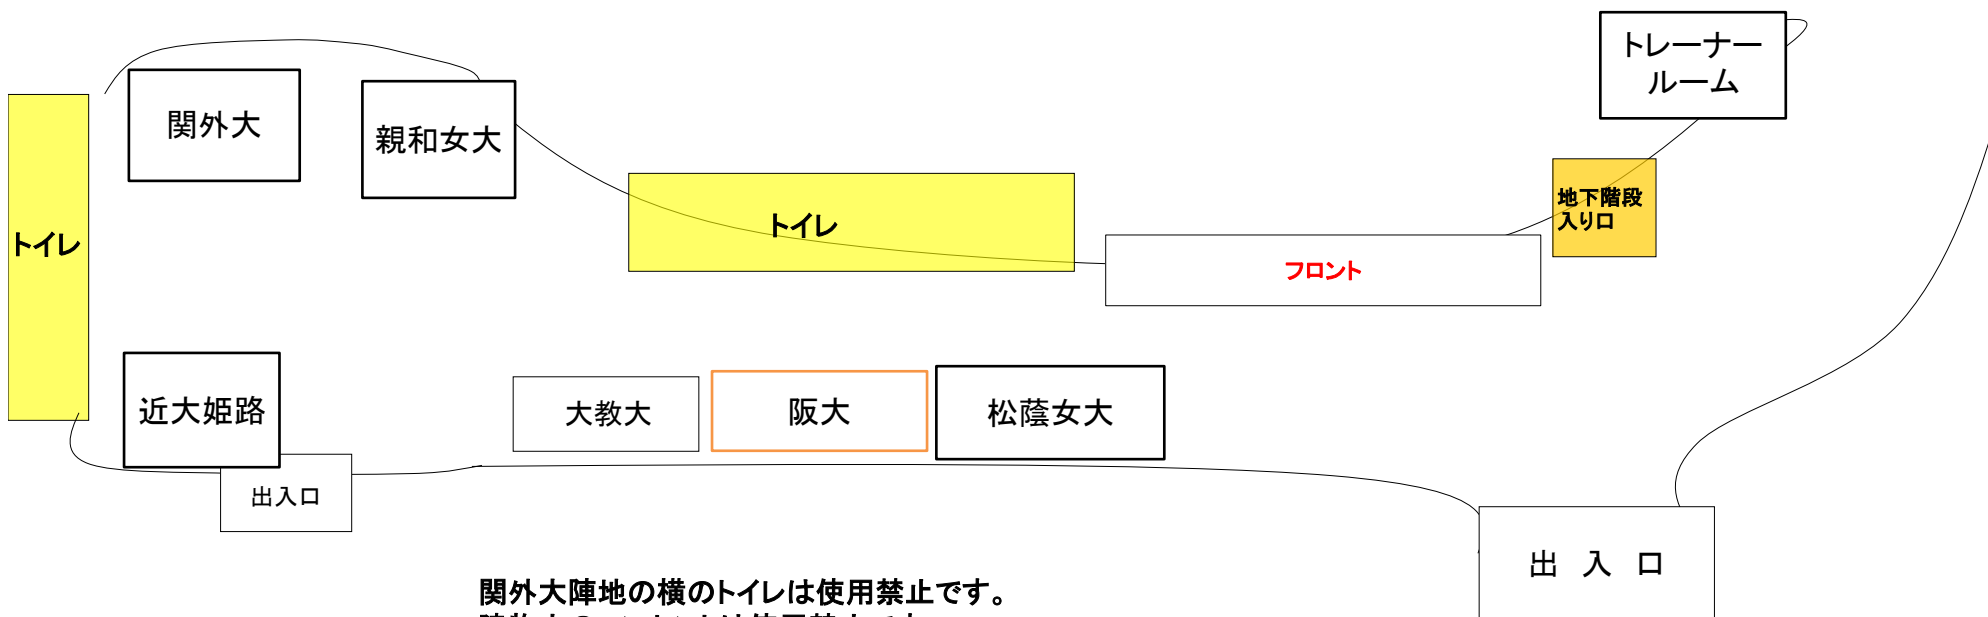 トレーナー
ルーム
関外大
親和女大
トイレ
地下階段
入り口
トイレ
フロント
近大姫路
大教大
阪大
松蔭女大
出入口
出　入　口
関外大陣地の横のトイレは使用禁止です。